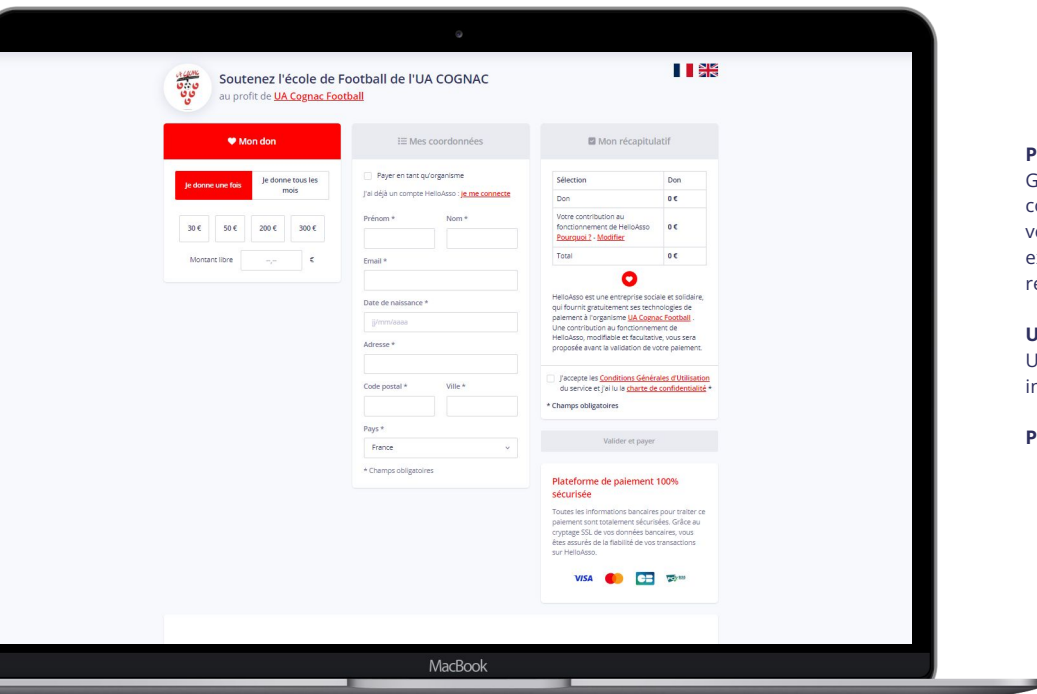 Soutenez l'école de Football de l'UA COGNAC
au profit de UA Cognac Football
Mon don
Je donne une fois
Je donne tous les
mois
30 €
50 €
200 €
300 €
Montant libre
--,--
€
Mes coordonnées
Payer en tant qu'organisme
J'ai déjà un compte HelloAsso : je me connecte
Prénom *
Nom *
Email *
Date de naissance *
jj/mm/aaaa
Adresse *
Code postal *
Ville *
Pays *
France
* Champs obligatoires
Mon récapitulatif
Sélection
Don
Don
0 €
Votre contribution au
fonctionnement de HelloAsso
Pourquoi ? - Modifier
0 €
Total
0 €
HelloAsso est une entreprise sociale et solidaire,
qui fournit gratuitement ses technologies de
paiement à l'organisme UA Cognac Football .
Une contribution au fonctionnement de
HelloAsso, modifiable et facultative, vous sera
proposée avant la validation de votre paiement.
J'accepte les Conditions Générales d'Utilisation
du service et j'ai lu la charte de confidentialité *
* Champs obligatoires
Valider et payer
Plateforme de paiement 100%
sécurisée
Toutes les informations bancaires pour traiter ce
paiement sont totalement sécurisées. Grâce au
cryptage SSL de vos données bancaires, vous
êtes assurés de la fiabilité de vos transactions
sur HelloAsso.
VISA
CB
MacBook